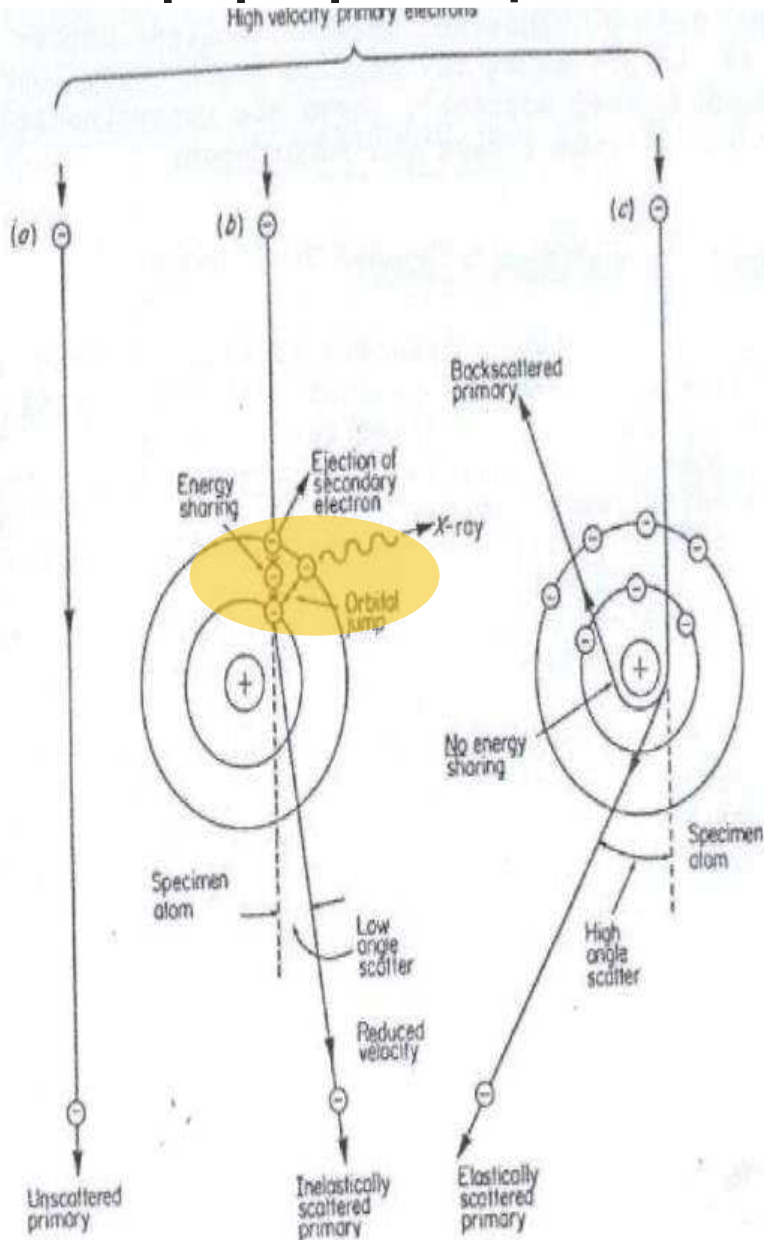 High velocity primary electrons
(a)
(b)
(c)
Backscattered
primary
Ejection of
secondary
electron
Energy
sharing
X-ray
Orbital
jump
No energy
sharing
Specimen
atom
Specimen
atom
Low
angle
scatter
High
angle
scatter
Reduced
velocity
Unscattered
primary
Inelastically
scattered
primary
Elastically
scattered
primary